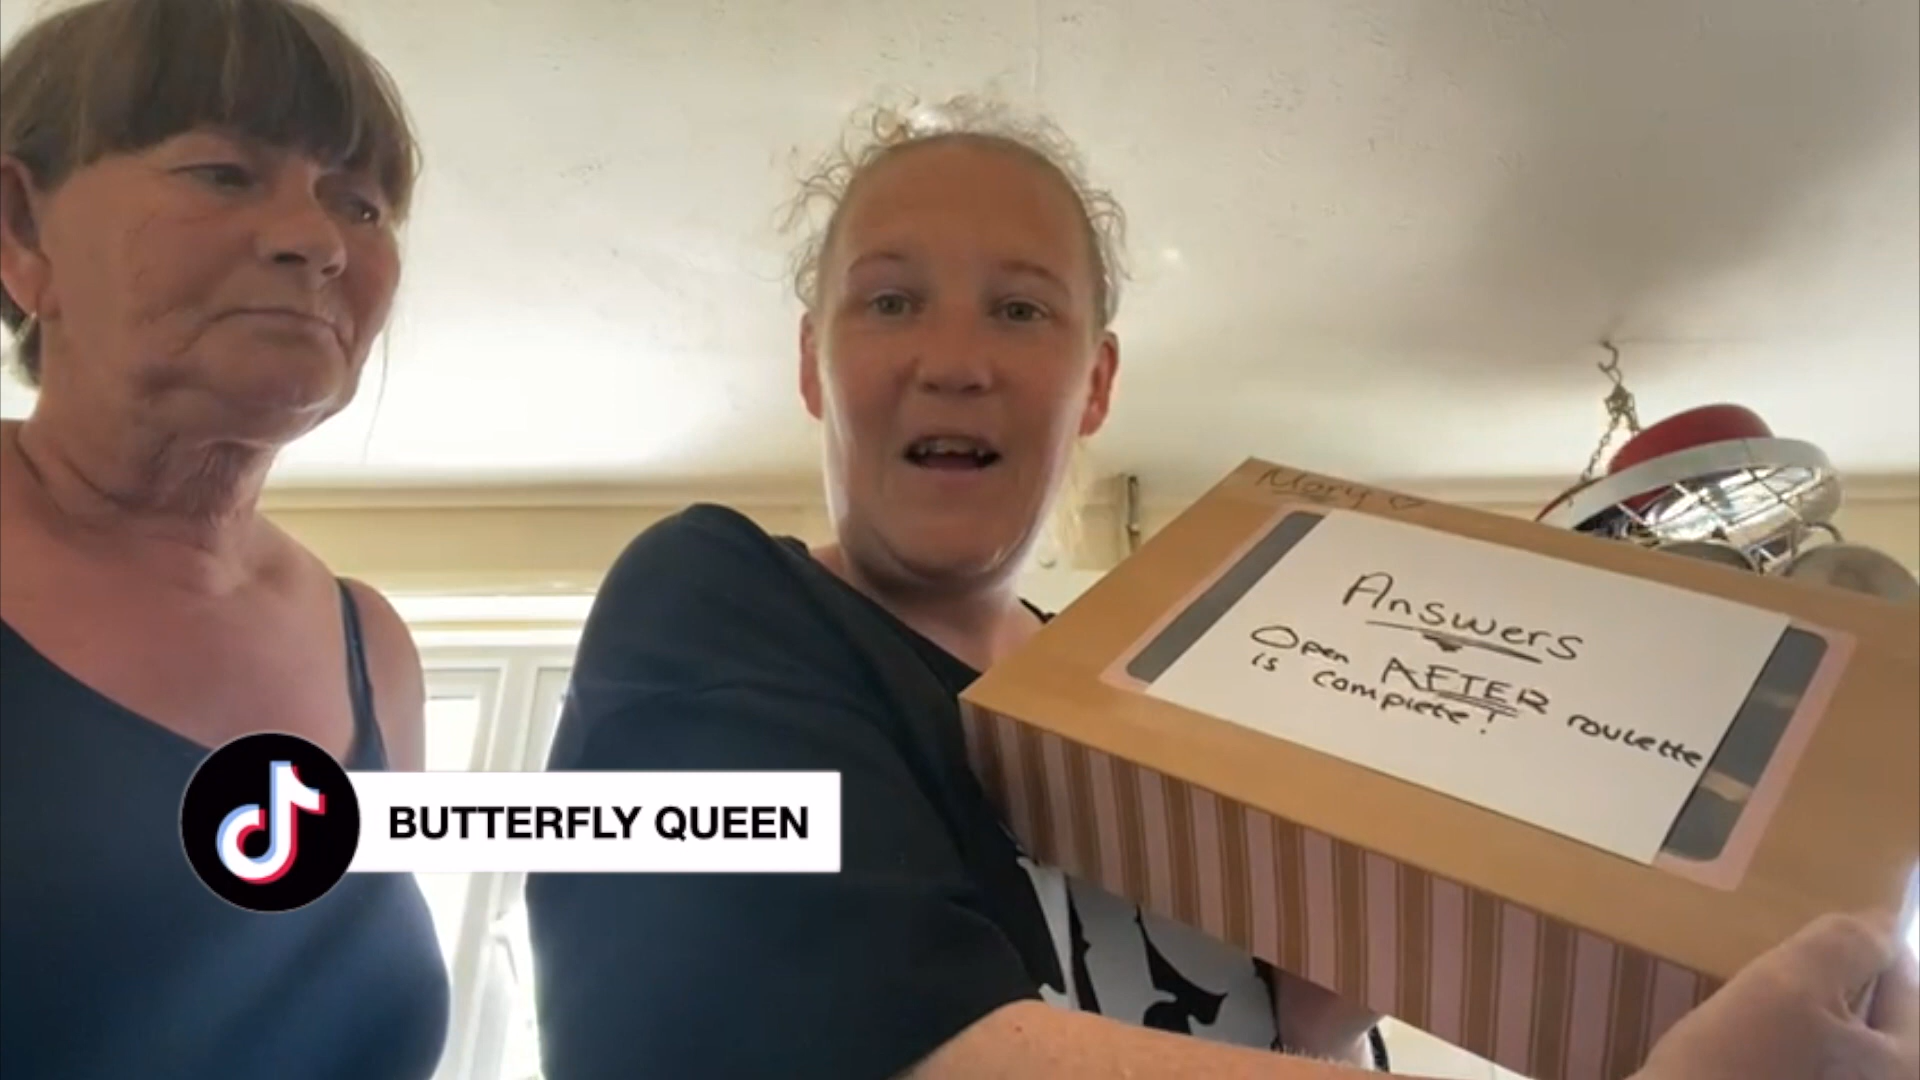 Mary ♡
Answers
Open AFTER roulette
is complete!
BUTTERFLY QUEEN